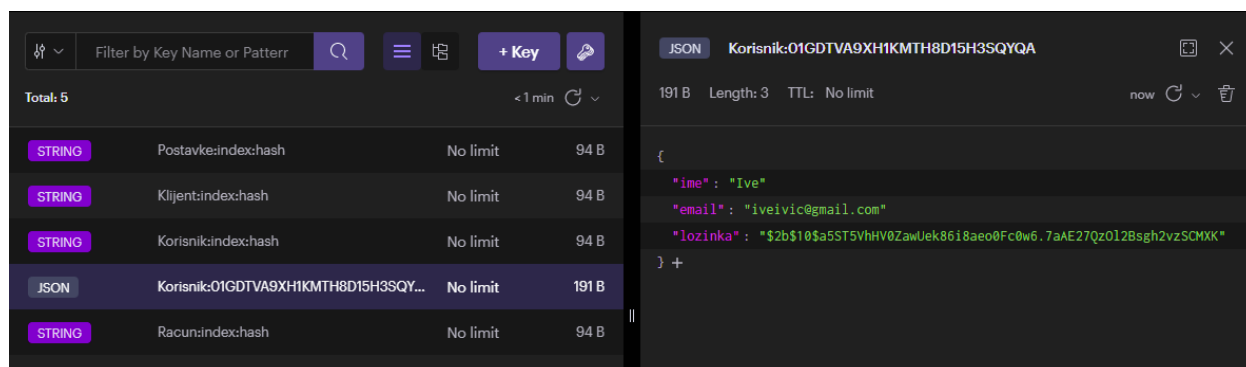 Filter by Key Name or Patterr
+ Key
Total: 5
< 1 min
STRING Postavke:index:hash No limit 94 B
STRING Klijent:index:hash No limit 94 B
STRING Korisnik:index:hash No limit 94 B
JSON Korisnik:01GDTVA9XH1KMTH8D15H3SQY... No limit 191 B
STRING Racun:index:hash No limit 94 B
JSON Korisnik:01GDTVA9XH1KMTH8D15H3SQYQA
191 B Length: 3 TTL: No limit now
{
"ime" : "Ive"
"email" : "iveivic@gmail.com"
"lozinka" : "$2b$10$a5ST5VhHV0ZawUek86i8aeo0Fc0w6.7aAE27QzOl2Bsgh2vzSCMXK"
} +